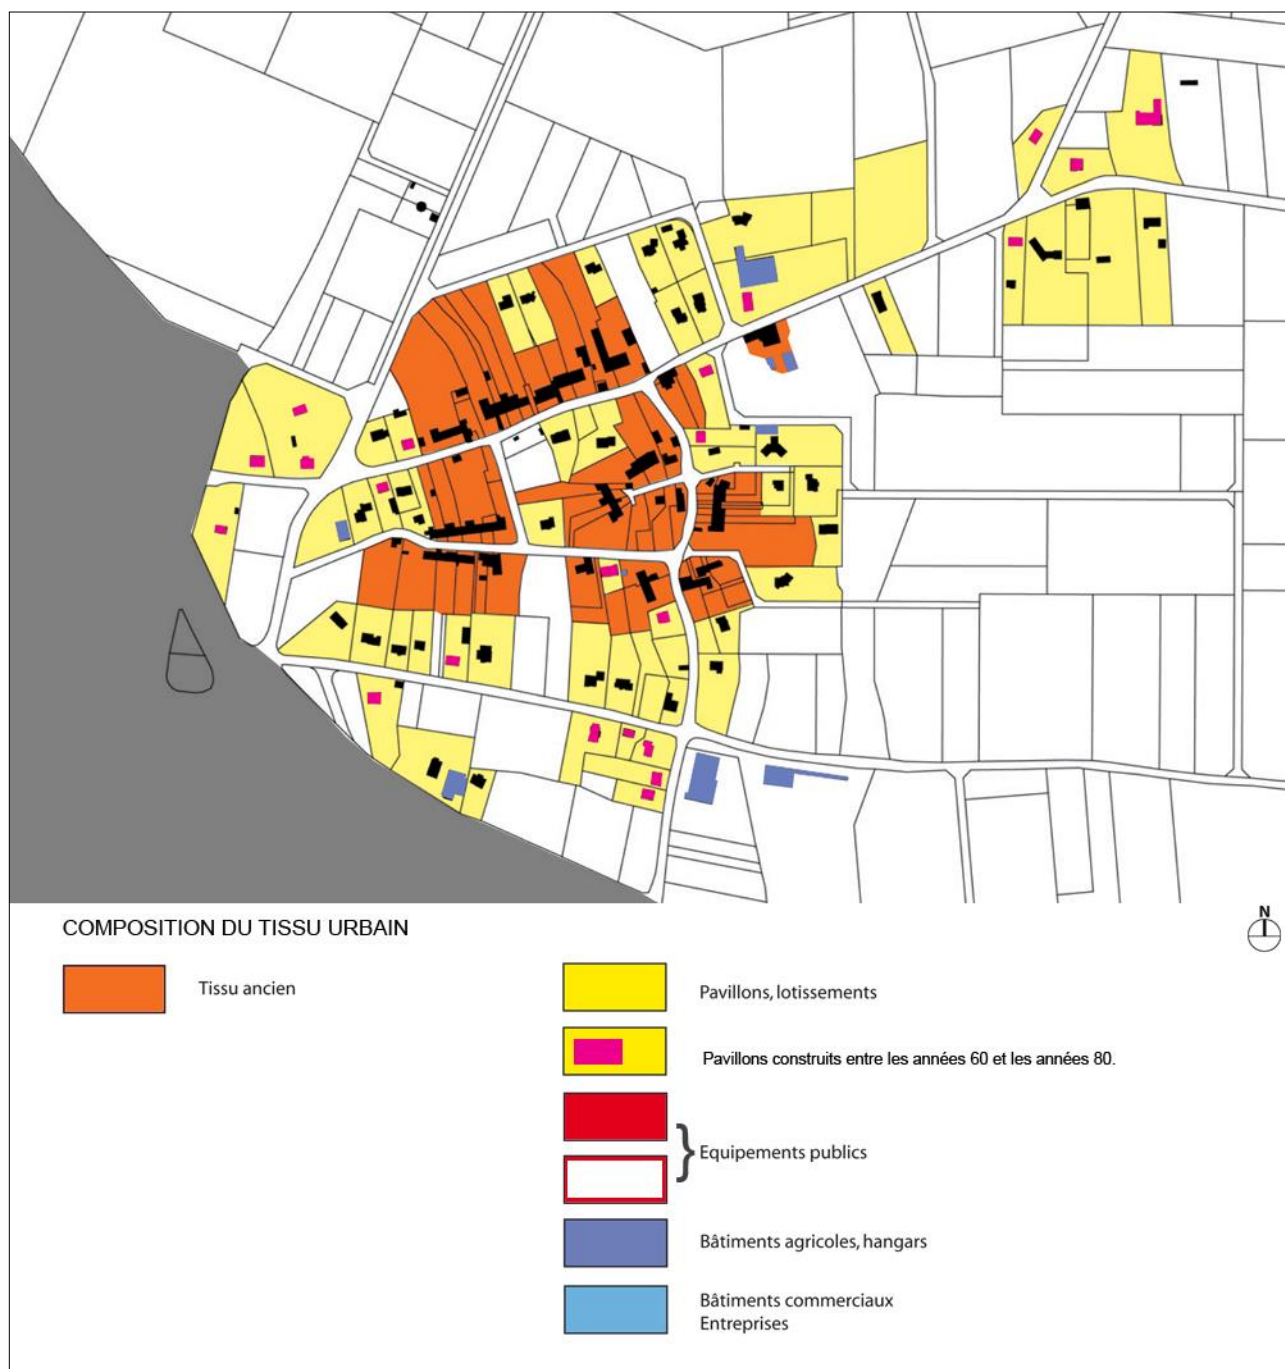 COMPOSITION DU TISSU URBAIN
N
Tissu ancien
Pavillons, lotissements
Pavillons construits entre les années 60 et les années 80.
Equipements publics
Bâtiments agricoles, hangars
Bâtiments commerciaux
Entreprises